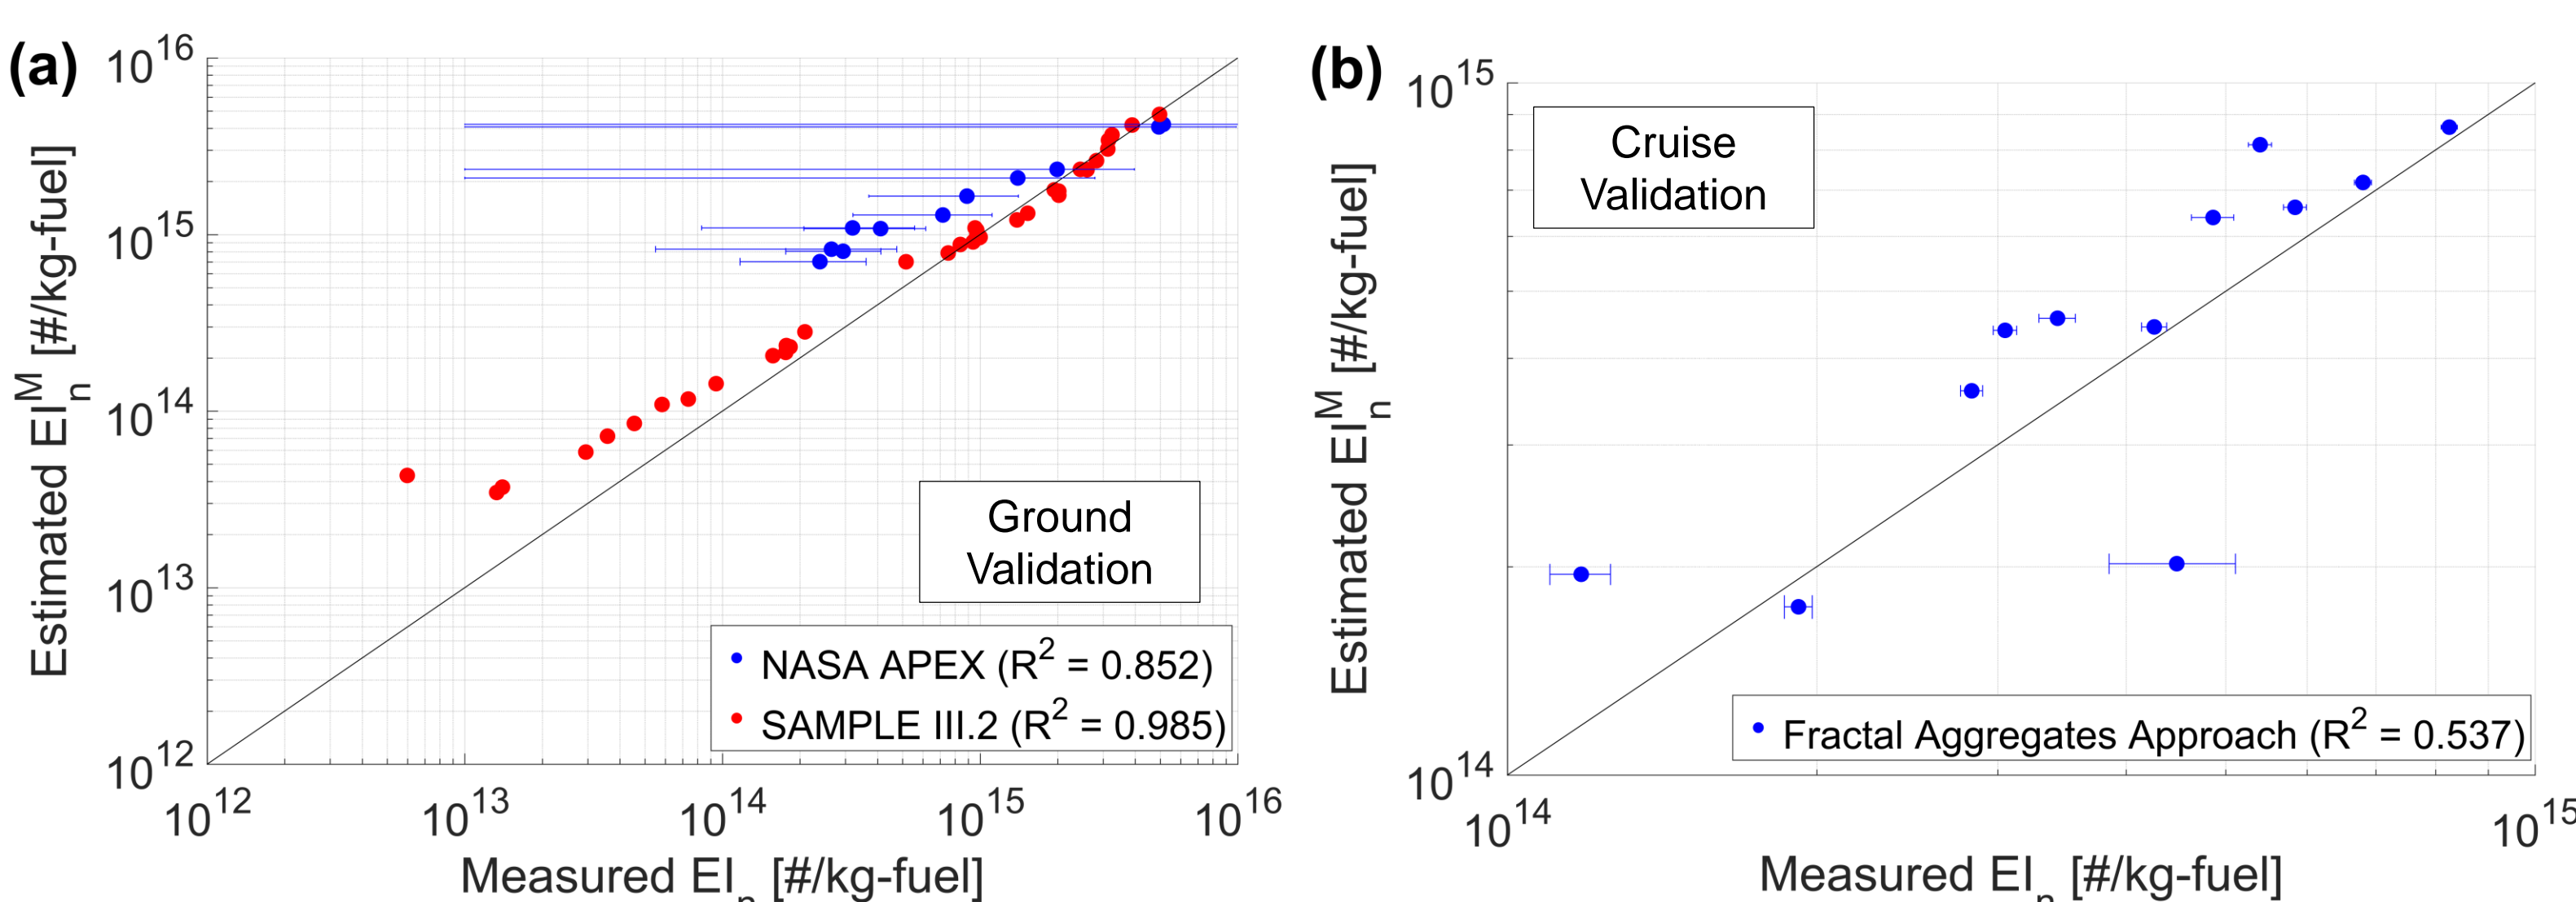 (a)
10^16
10^15
10^14
10^13
10^12
Estimated EI_n^M [#/kg-fuel]
Ground
Validation
NASA APEX (R^2 = 0.852)
SAMPLE III.2 (R^2 = 0.985)
10^12 10^13 10^14 10^15 10^16
Measured EI_n [#/kg-fuel]
(b)
10^15
10^14
Estimated EI_n^M [#/kg-fuel]
Cruise
Validation
Fractal Aggregates Approach (R^2 = 0.537)
10^14 10^15
Measured EI_n [#/kg-fuel]